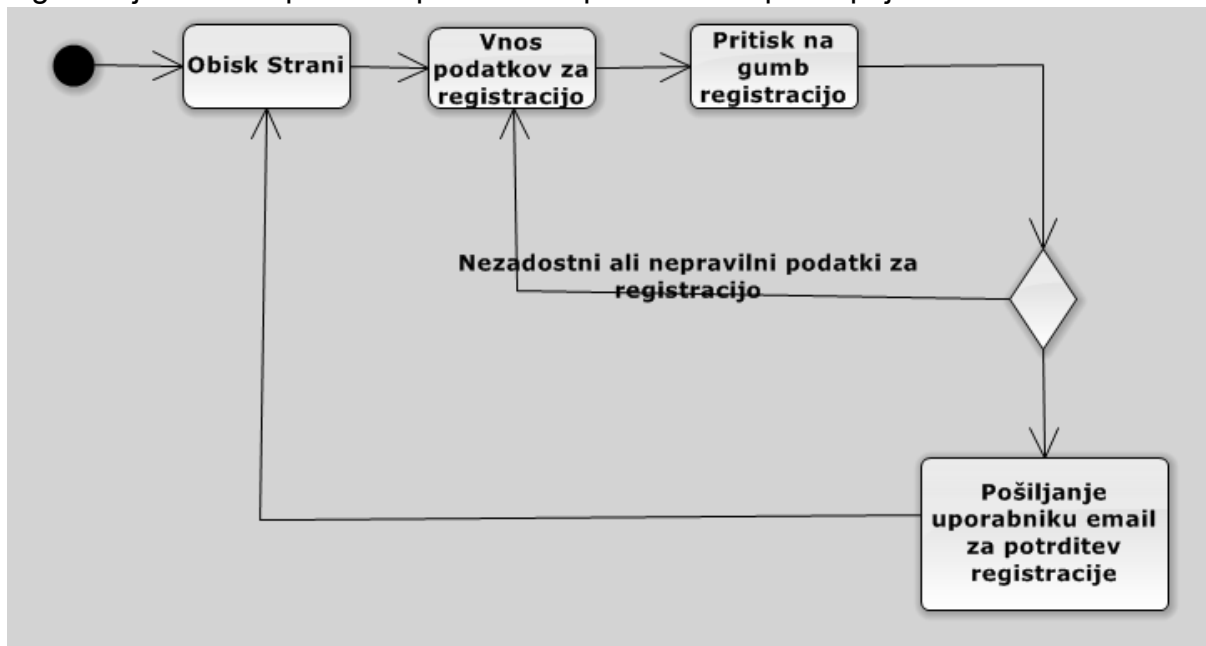 Obisk Strani
Vnos
podatkov za
registracijo
Pritisk na
gumb
registracijo
Nezadostni ali nepravilni podatki za
registracijo
Pošiljanje
uporabniku email
za potrditev
registracije